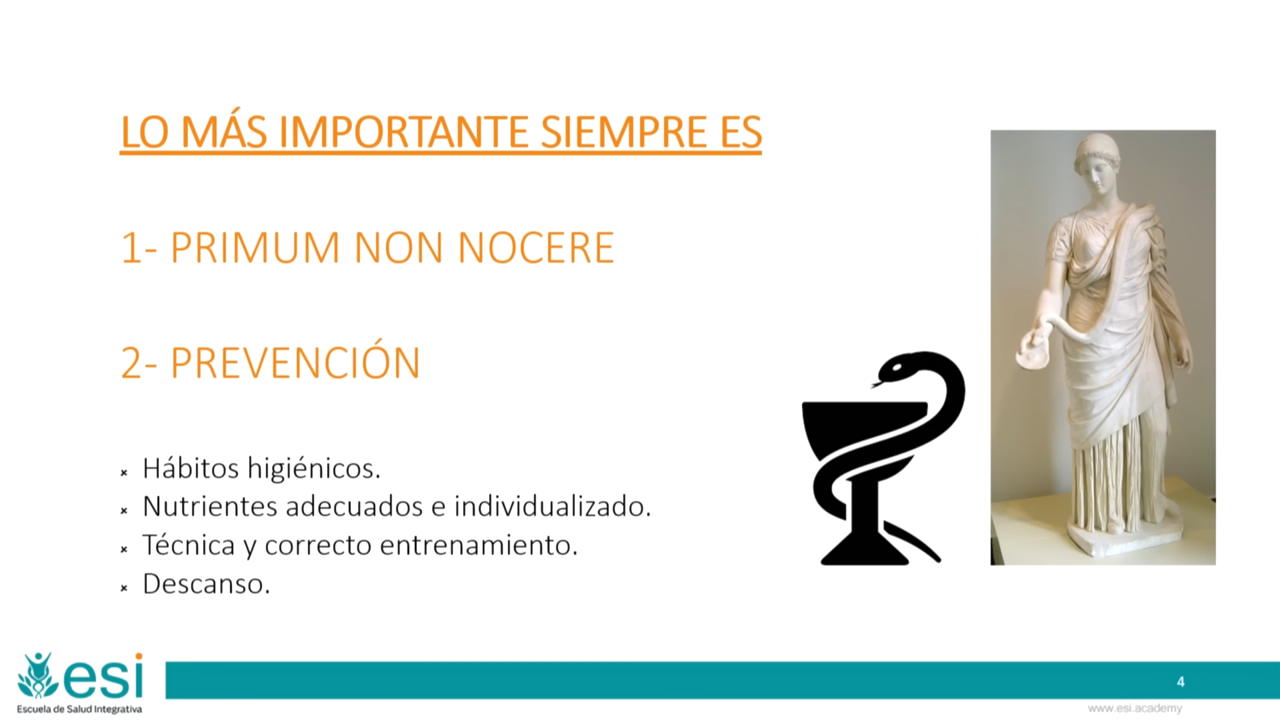 LO MÁS IMPORTANTE SIEMPRE ES
1- PRIMUM NON NOCERE
2- PREVENCIÓN
Hábitos higiénicos.
Nutrientes adecuados e individualizado.
Técnica y correcto entrenamiento.
Descanso.
esi
Escuela de Salud Integrativa
4
www.esi.academy